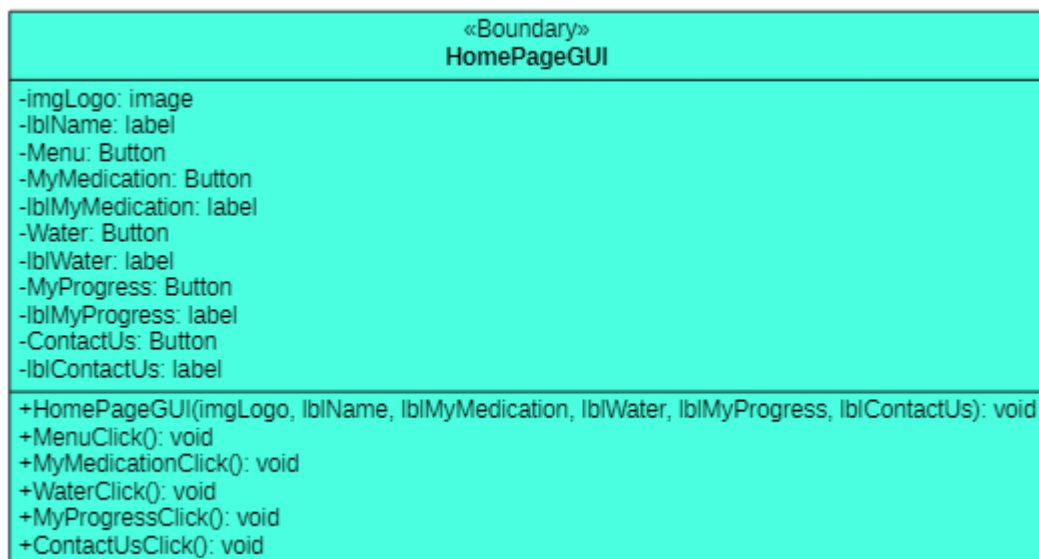 «Boundary»
HomePageGUI
-imgLogo: image
-lblName: label
-Menu: Button
-MyMedication: Button
-lblMyMedication: label
-Water: Button
-lblWater: label
-MyProgress: Button
-lblMyProgress: label
-ContactUs: Button
-lblContactUs: label
+HomePageGUI(imgLogo, lblName, lblMyMedication, lblWater, lblMyProgress, lblContactUs): void
+MenuClick(): void
+MyMedicationClick(): void
+WaterClick(): void
+MyProgressClick(): void
+ContactUsClick(): void